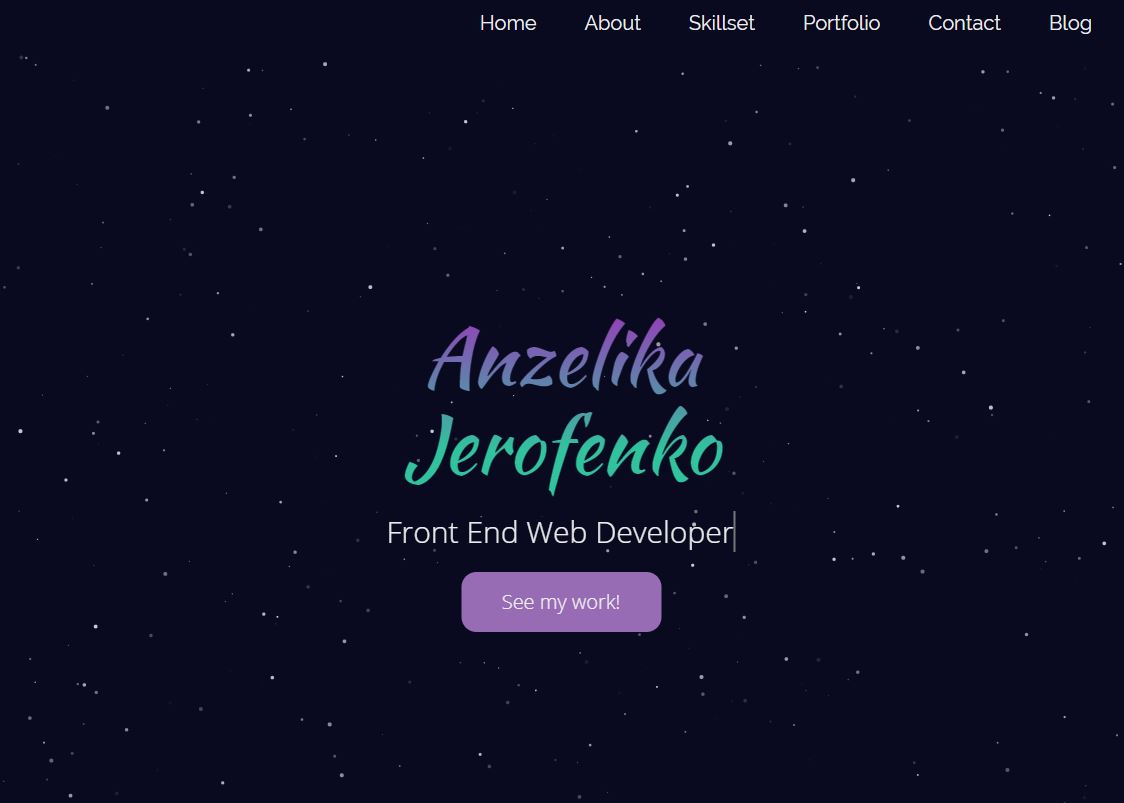 Home About Skillset Portfolio Contact Blog
Anzelika
Jerofenko
Front End Web Developer
See my work!